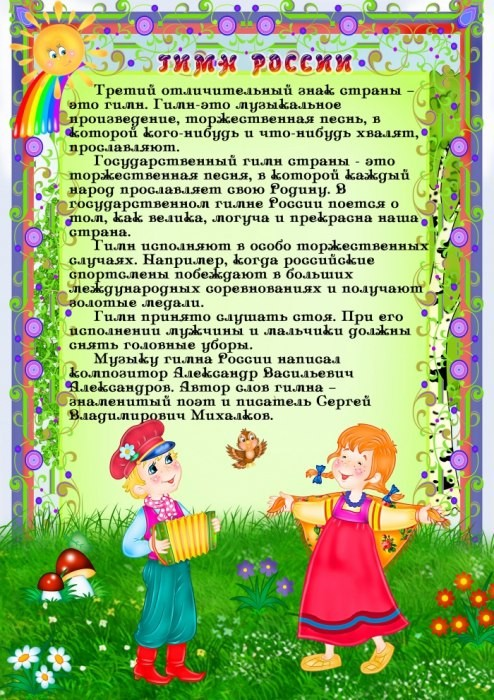 ГИМН РОССИИ
Третий отличительный знак страны –
это гимн. Гимн-это музыкальное
произведение, торжественная песнь, в
которой кого-нибудь и что-нибудь хвалят,
прославляют.
Государственный гимн страны - это
торжественная песня, в которой каждый
народ прославляет свою Родину. В
государственном гимне России поется о
том, как велика, могуча и прекрасна наша
страна.
Гимн исполняют в особо торжественных
случаях. Например, когда российские
спортсмены побеждают в больших
международных соревнованиях и получают
золотые медали.
Гимн принято слушать стоя. При его
исполнении мужчины и мальчики должны
снять головные уборы.
Музыку гимна России написал
композитор Александр Васильевич
Александров. Автор слов гимна –
знаменитый поэт и писатель Сергей
Владимирович Михалков.